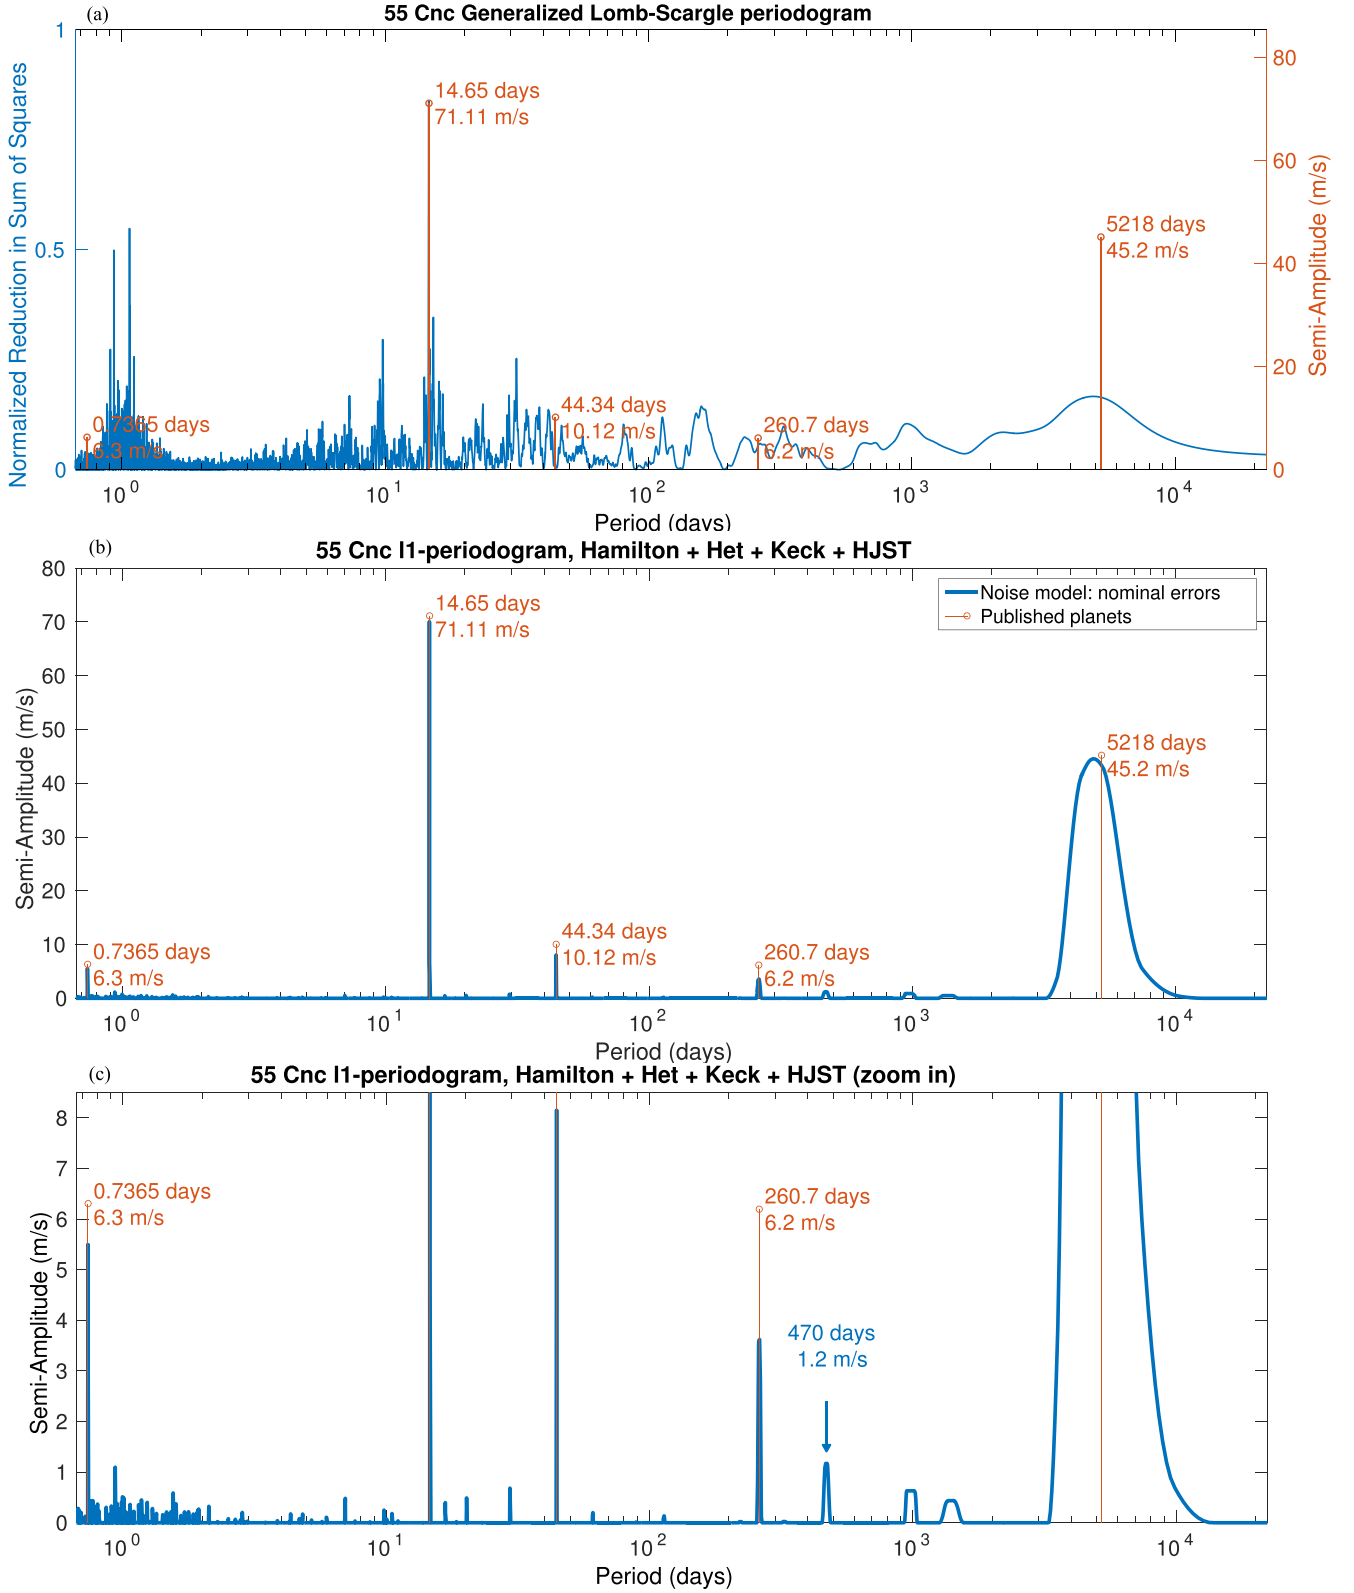 (a)
55 Cnc Generalized Lomb-Scargle periodogram
Normalized Reduction in Sum of Squares
Semi-Amplitude (m/s)
1
0.5
0
80
60
40
20
0
14.65 days
71.11 m/s
5218 days
45.2 m/s
0.7365 days
6.3 m/s
44.34 days
10.12 m/s
260.7 days
6.2 m/s
10^0
10^1
10^2
10^3
10^4
Period (days)
(b)
55 Cnc l1-periodogram, Hamilton + Het + Keck + HJST
Semi-Amplitude (m/s)
80
70
60
50
40
30
20
10
0
Noise model: nominal errors
Published planets
14.65 days
71.11 m/s
5218 days
45.2 m/s
0.7365 days
6.3 m/s
44.34 days
10.12 m/s
260.7 days
6.2 m/s
10^0
10^1
10^2
10^3
10^4
Period (days)
(c)
55 Cnc l1-periodogram, Hamilton + Het + Keck + HJST (zoom in)
Semi-Amplitude (m/s)
8
7
6
5
4
3
2
1
0
0.7365 days
6.3 m/s
260.7 days
6.2 m/s
470 days
1.2 m/s
10^0
10^1
10^2
10^3
10^4
Period (days)